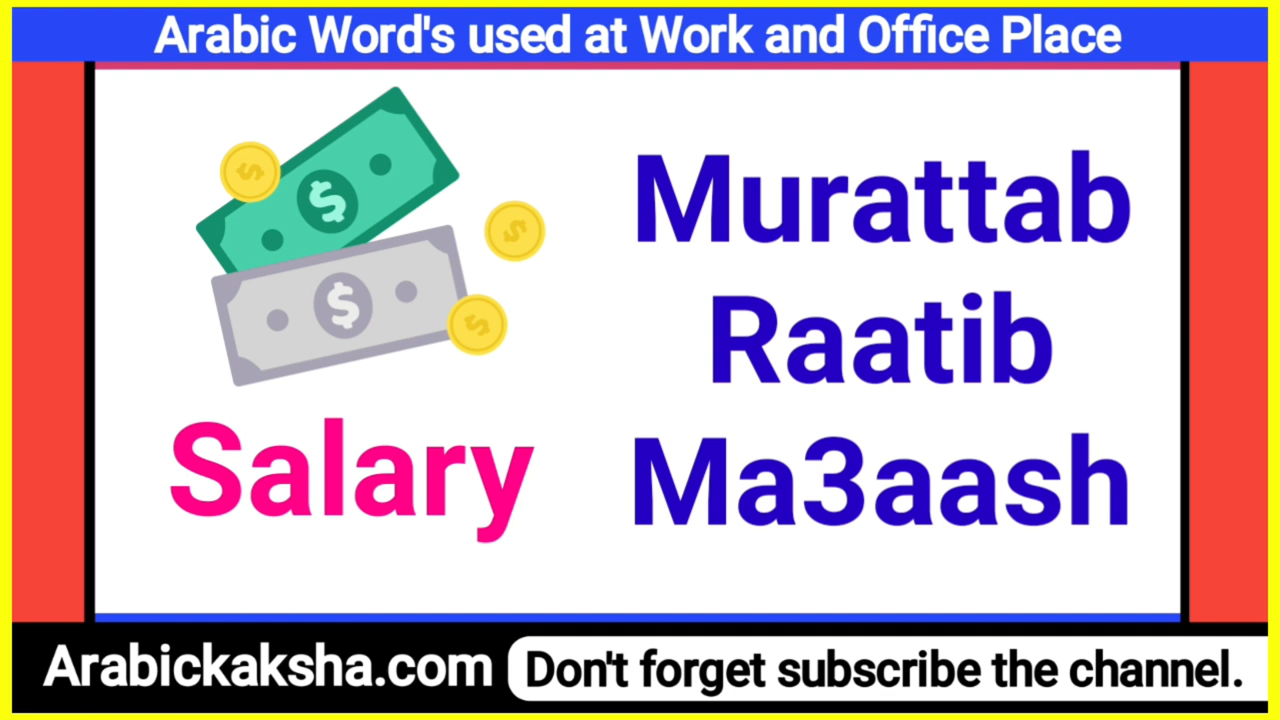 Arabic Word's used at Work and Office Place
$
$
$
$
$
Murattab
Raatib
Salary
Ma3aash
Arabickaksha.com
Don't forget subscribe the channel.